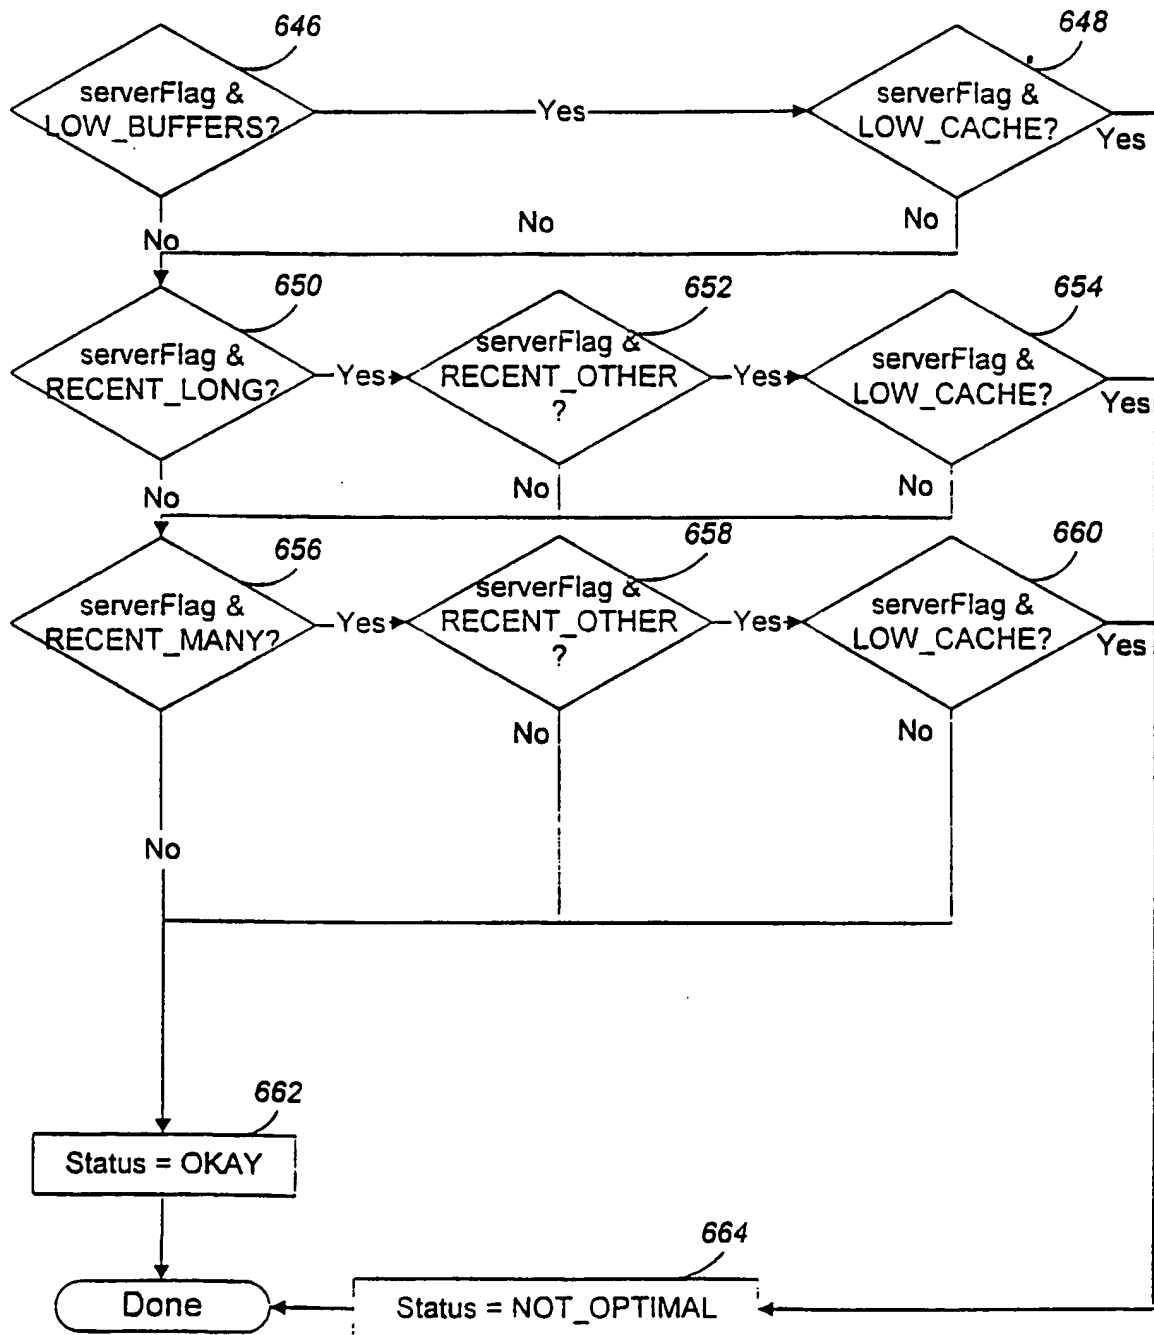 646
serverFlag &
LOW_BUFFERS?
Yes
648
serverFlag &
LOW_CACHE?
Yes
No
No
No
650
serverFlag &
RECENT_LONG?
Yes
652
serverFlag &
RECENT_OTHER
?
Yes
654
serverFlag &
LOW_CACHE?
Yes
No
No
No
656
serverFlag &
RECENT_MANY?
Yes
658
serverFlag &
RECENT_OTHER
?
Yes
660
serverFlag &
LOW_CACHE?
Yes
No
No
No
662
Status = OKAY
664
Done
Status = NOT_OPTIMAL